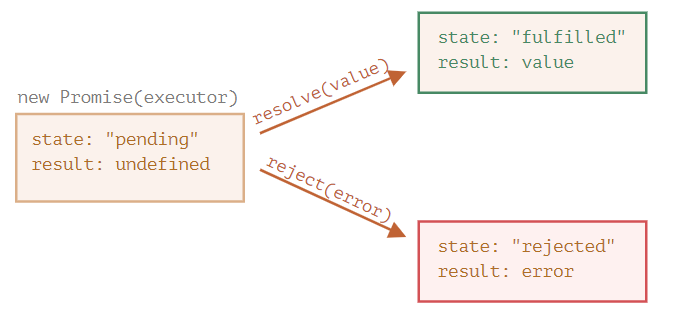 new Promise(executor)
state: "pending"
result: undefined
resolve(value)
reject(error)
state: "fulfilled"
result: value
state: "rejected"
result: error